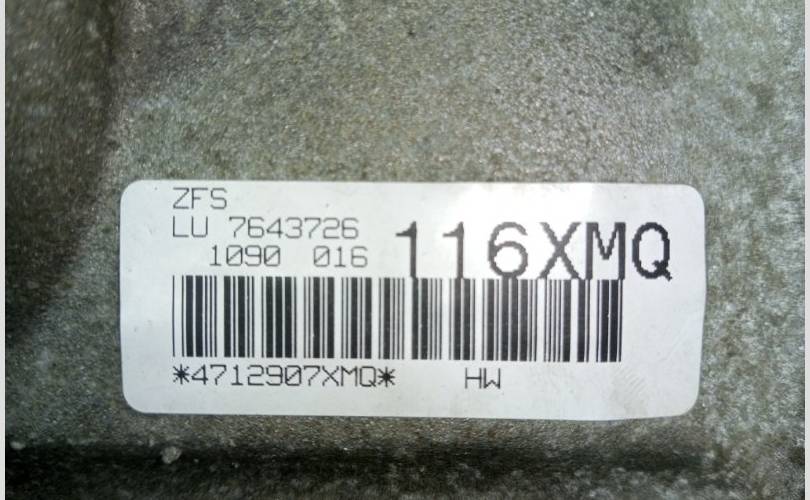 ZFS
LU 7643726
1090 016
116XMQ
*4712907XMQ* HW